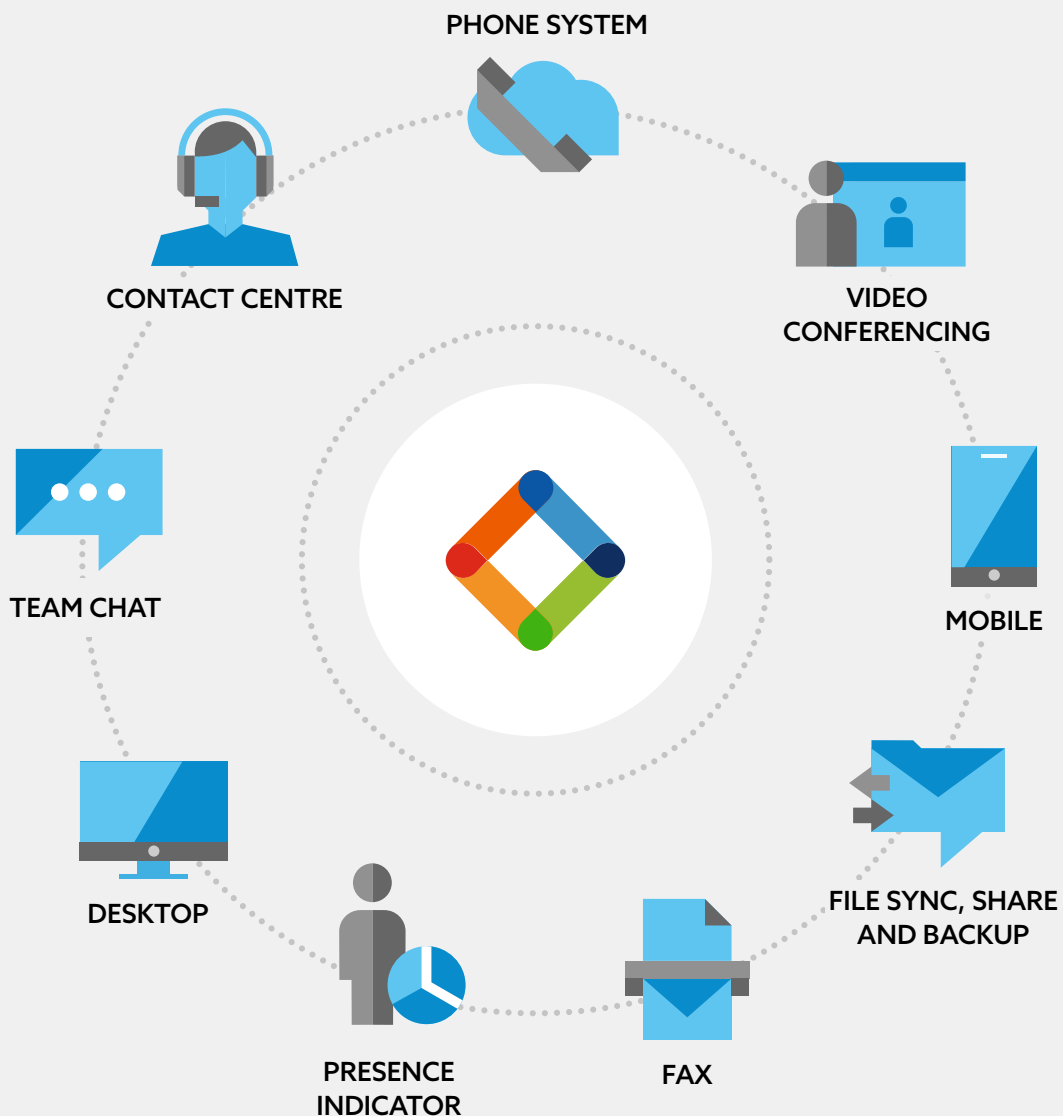 PHONE SYSTEM
CONTACT CENTRE
VIDEO
CONFERENCING
TEAM CHAT
MOBILE
DESKTOP
FILE SYNC, SHARE
AND BACKUP
PRESENCE
INDICATOR
FAX